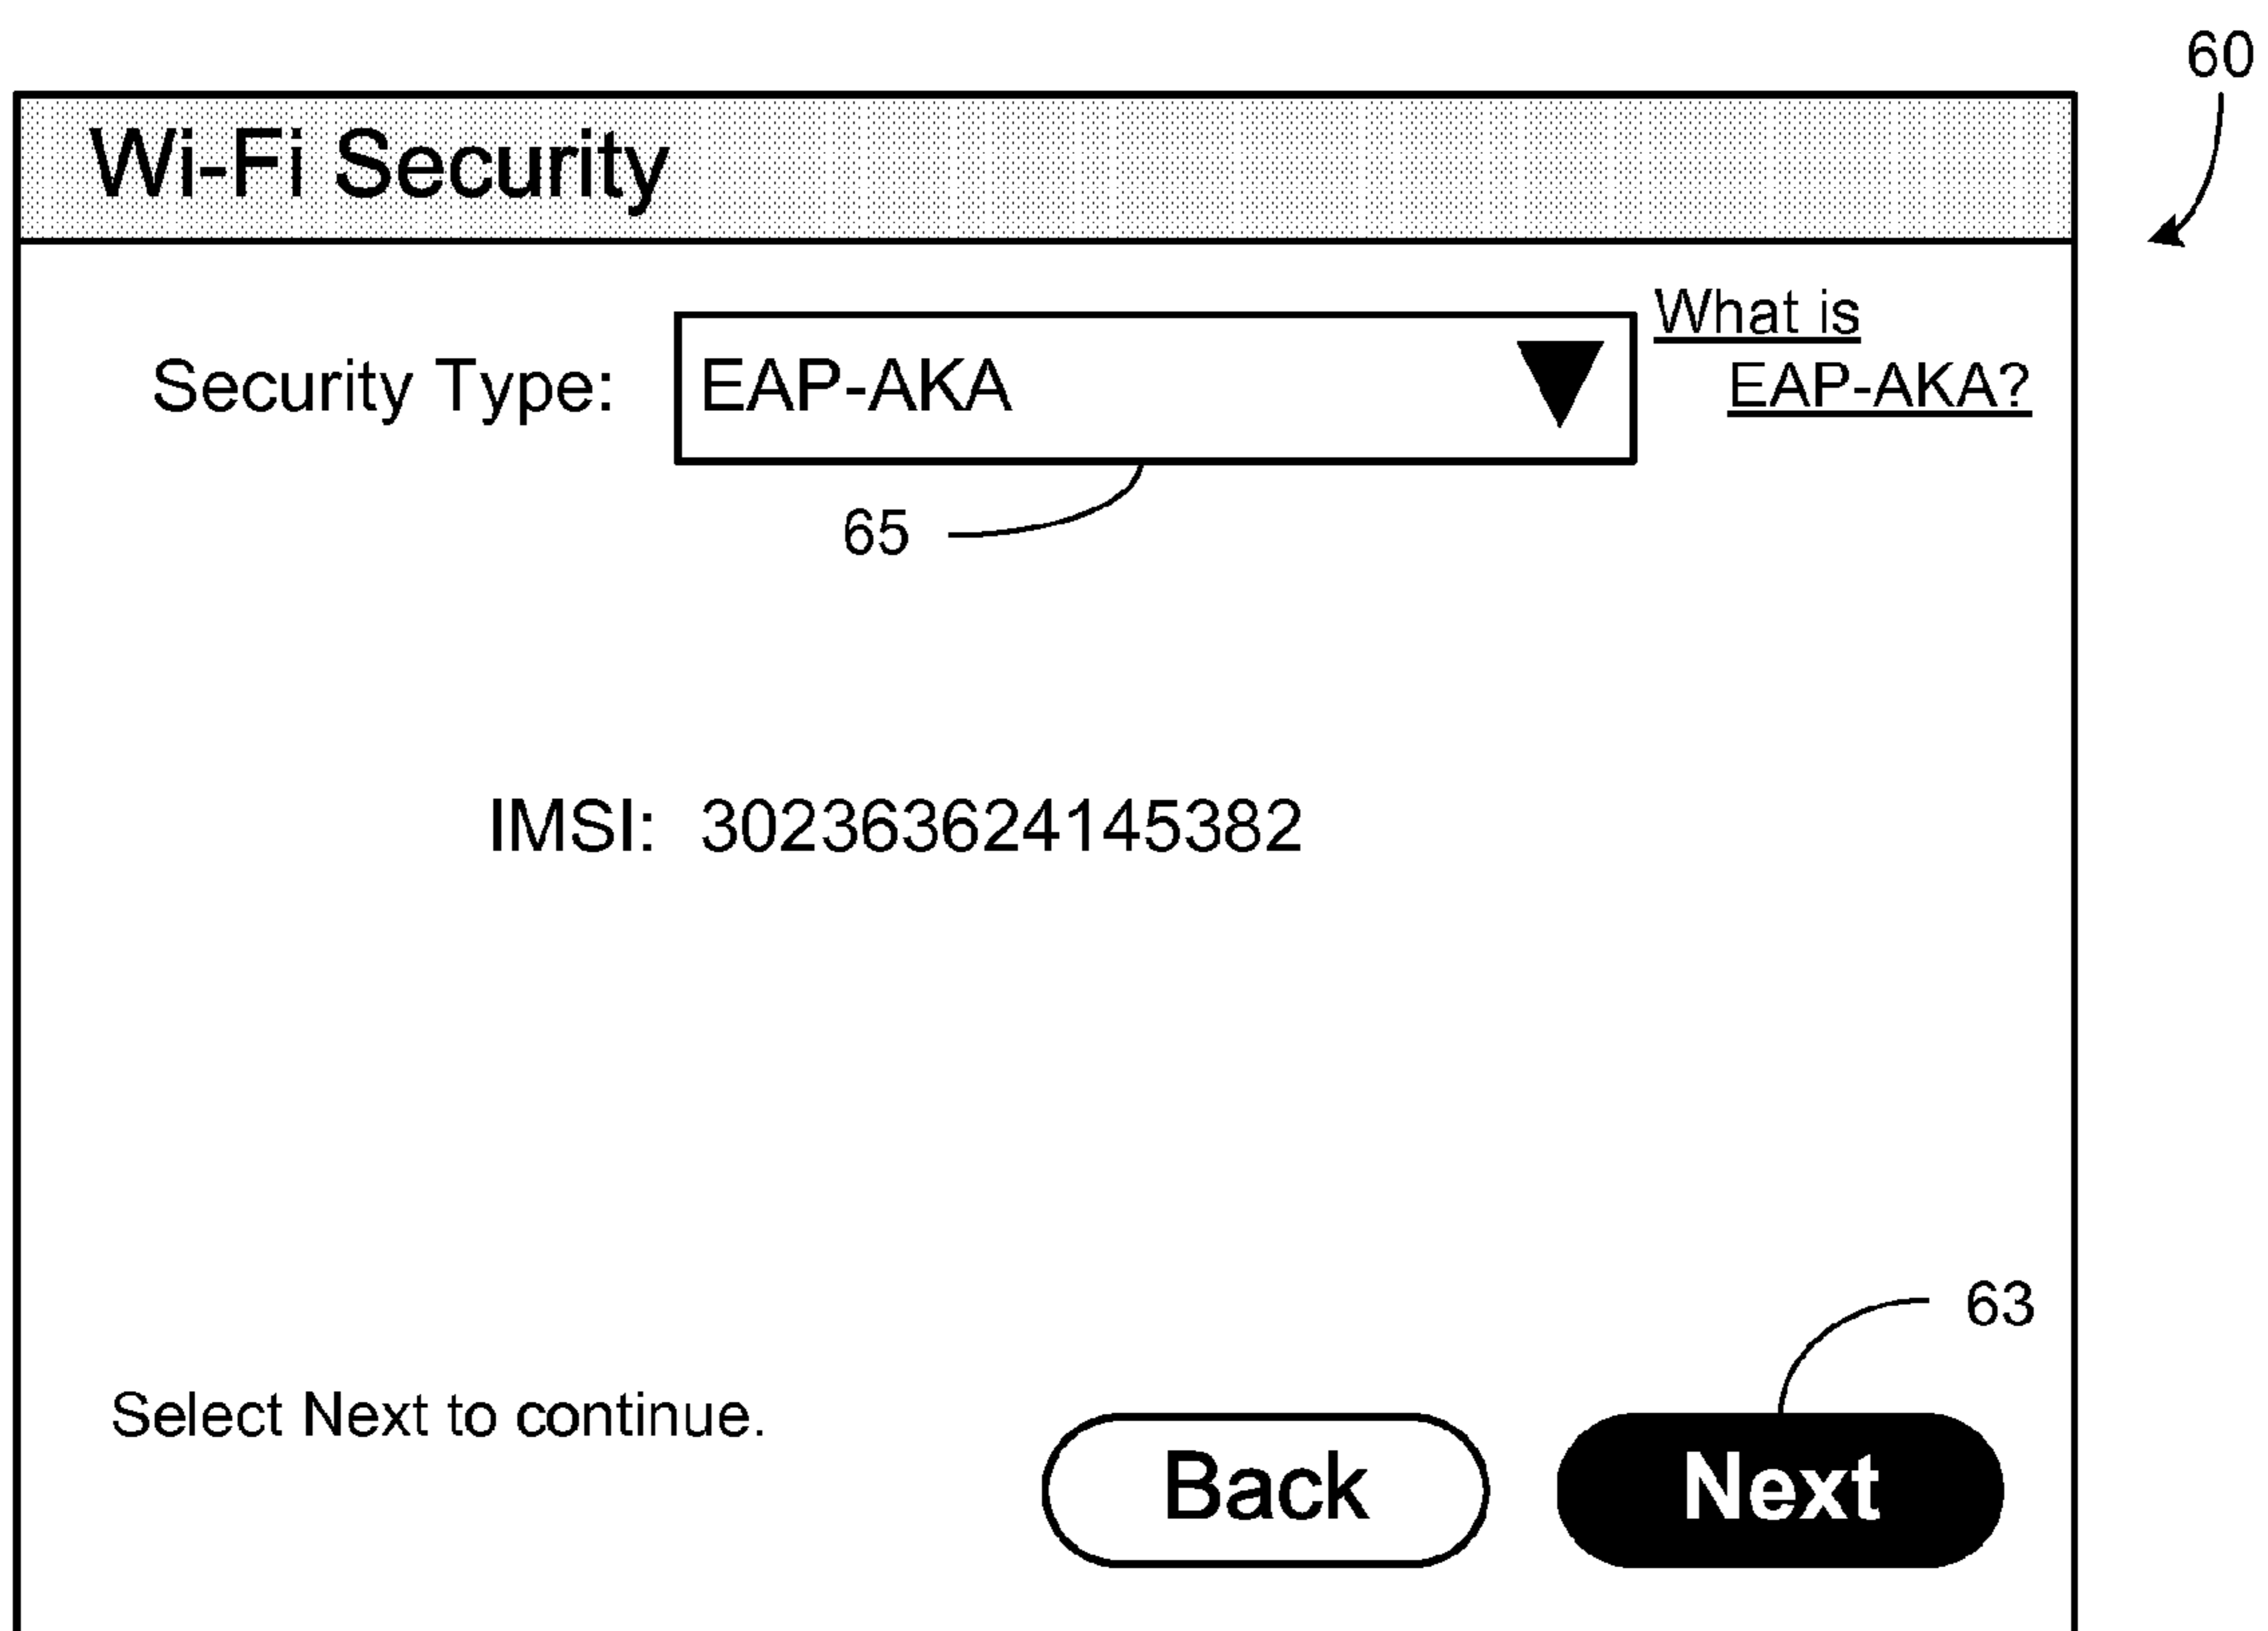 60
Wi-Fi Security
What is
Security Type: EAP-AKA EAP-AKA?
65
IMSI: 302363624145382
63
Select Next to continue.
Back Next